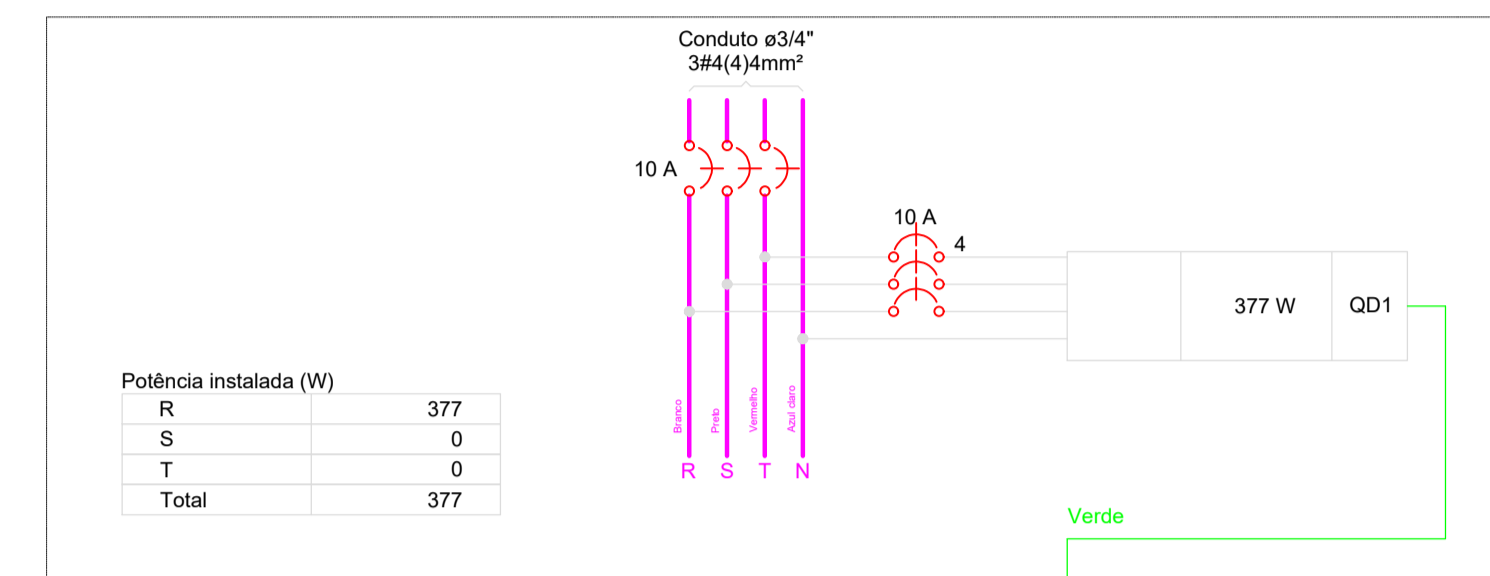 Conduto ø3/4"
3#4(4)4mm²
10 A
10 A
4
377 W
QD1
Potência instalada (W)
R 377
S 0
T 0
Total 377
Branco
Preto
Vermelho
Azul claro
R S T N
Verde